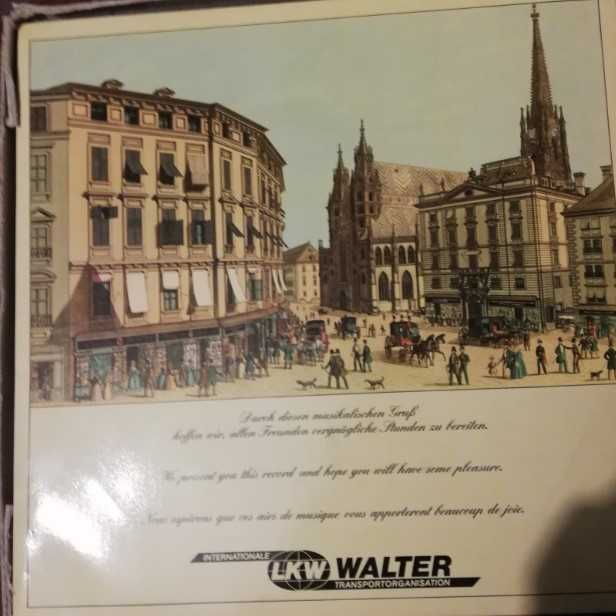 Durch diesen musikalischen Gruß
hoffen wir, allen Freunden vergnügliche Stunden zu bereiten.
We present you this record and hope you will have some pleasure.
Nous espérons que ces airs de musique vous apporteront beaucoup de joie.
INTERNATIONALE
LKW WALTER
TRANSPORTORGANISATION